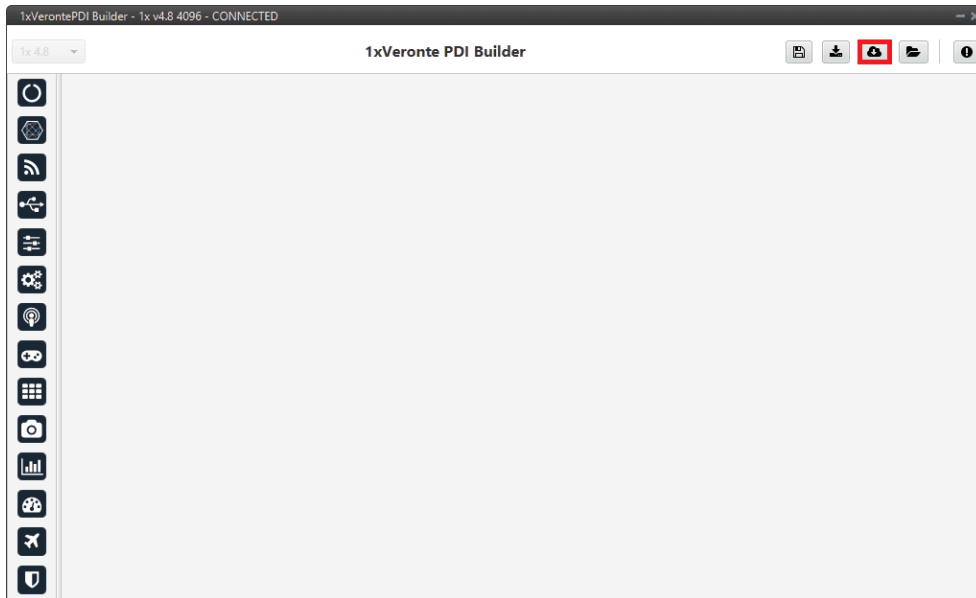 1xVerontePDI Builder - 1x v4.8 4096 - CONNECTED
1x 4.8
1xVeronte PDI Builder